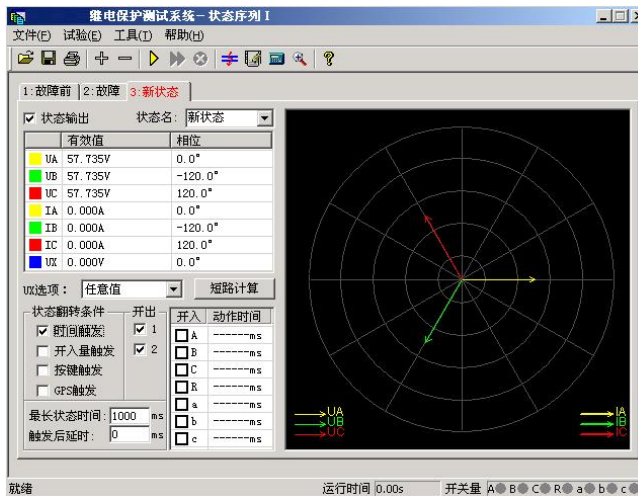 继电保护测试系统-状态序列 I
文件(F) 试验(E) 工具(T) 帮助(H)
1:故障前 2:故障 3:新状态
状态输出 状态名: 新状态
有效值 相位
UA 57.735V 0.0°
UB 57.735V -120.0°
UC 57.735V 120.0°
IA 0.000A 0.0°
IB 0.000A -120.0°
IC 0.000A 120.0°
UX 0.000V 0.0°
UX选项: 任意值 短路计算
状态翻转条件 开出 开入 动作时间
时间触发 1 A ------ms
开入量触发 2 B ------ms
按键触发 C ------ms
GPS触发 R ------ms
a ------ms
最长状态时间: 1000 ms b ------ms
触发后延时: 0 ms c ------ms
UA IA
UB IB
UC IC
就绪 运行时间 0.00s 开关量 A B C R a b c